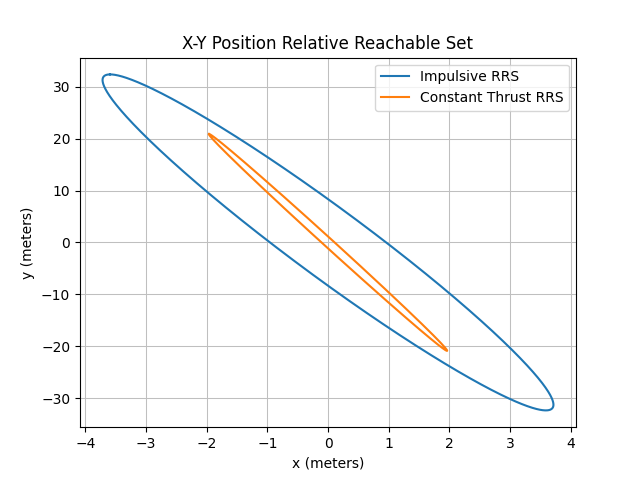 X-Y Position Relative Reachable Set
Impulsive RRS
Constant Thrust RRS
y (meters)
30
20
10
0
−10
−20
−30
−4 −3 −2 −1 0 1 2 3 4
x (meters)